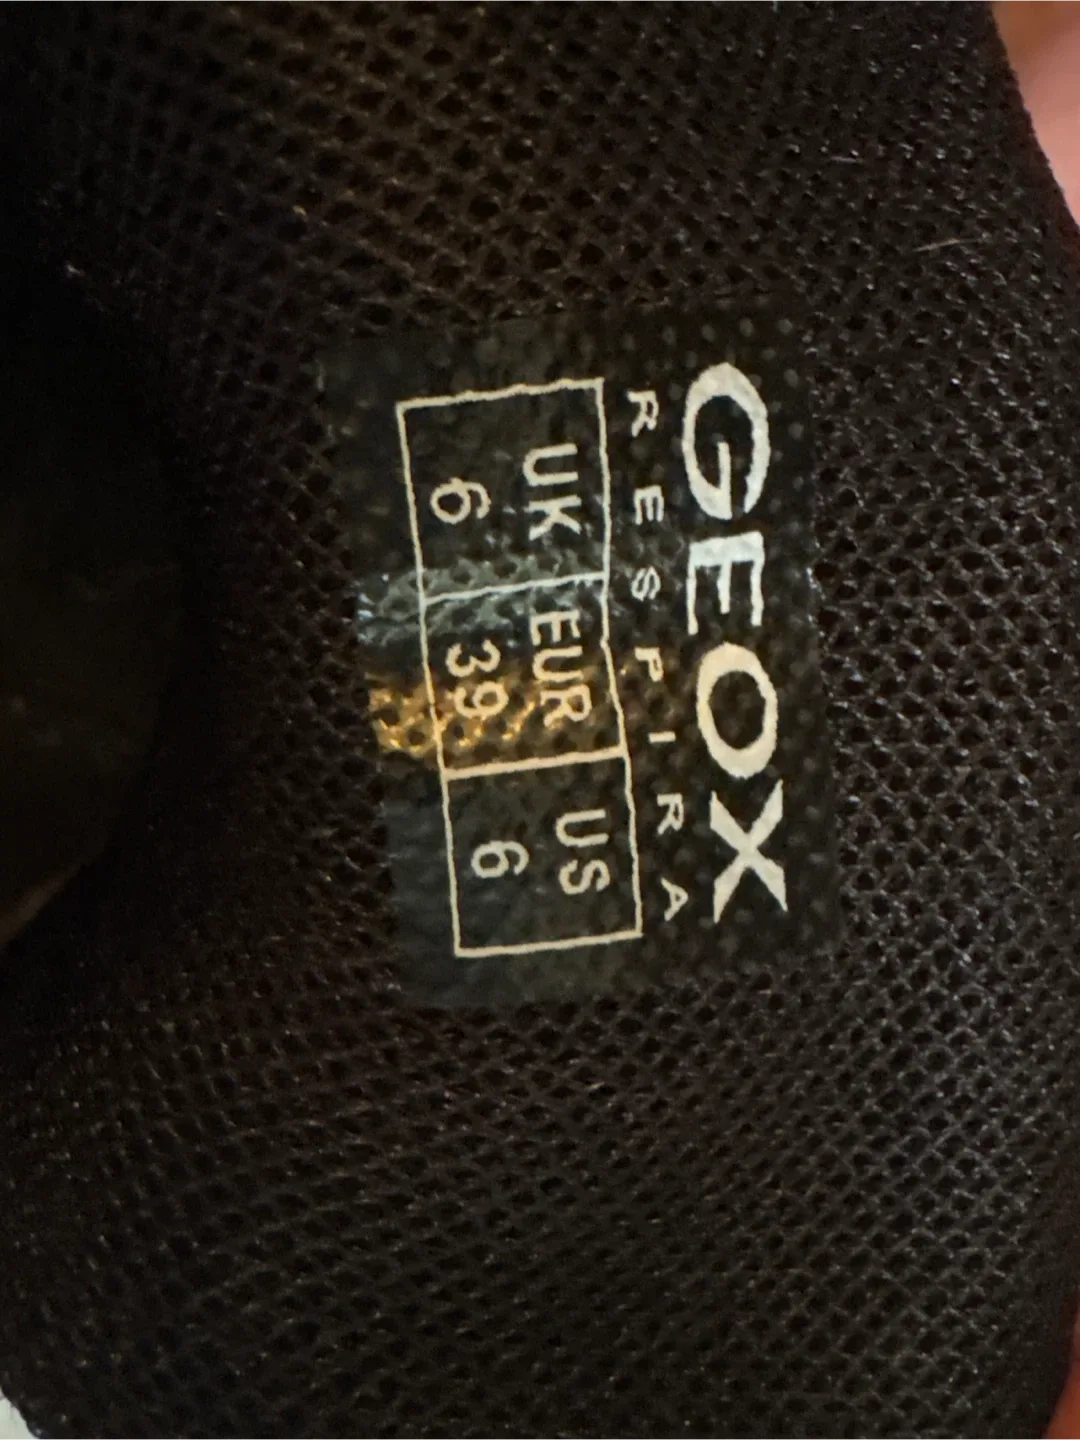 GEOX
RESPIRA
UK EUR US
6 39 6